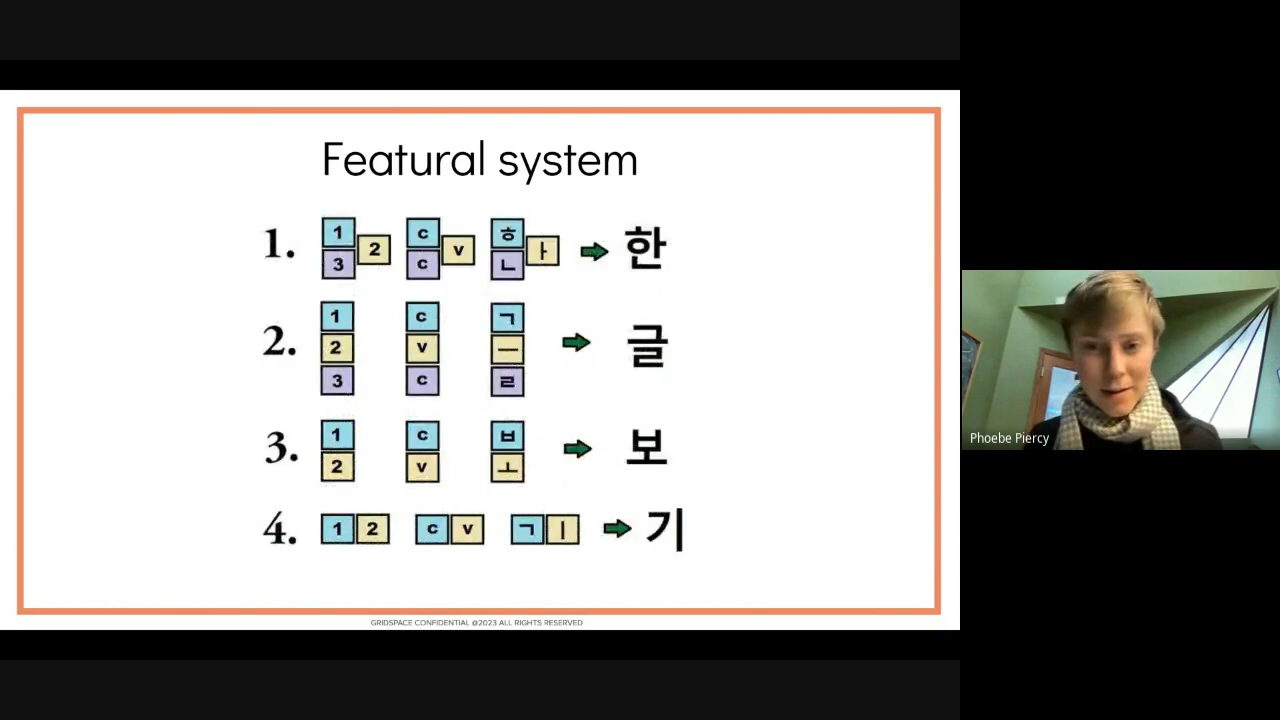 Featural system
1. 1 2 3 c v c ㅎ ㅏ ㄴ 한
2. 1 2 3 c v c ㄱ ㅡ ㄹ 글
3. 1 2 c v ㅂ ㅗ 보
4. 1 2 c v ㄱ ㅣ 기
GRIDSPACE CONFIDENTIAL @2023 ALL RIGHTS RESERVED
Phoebe Piercy